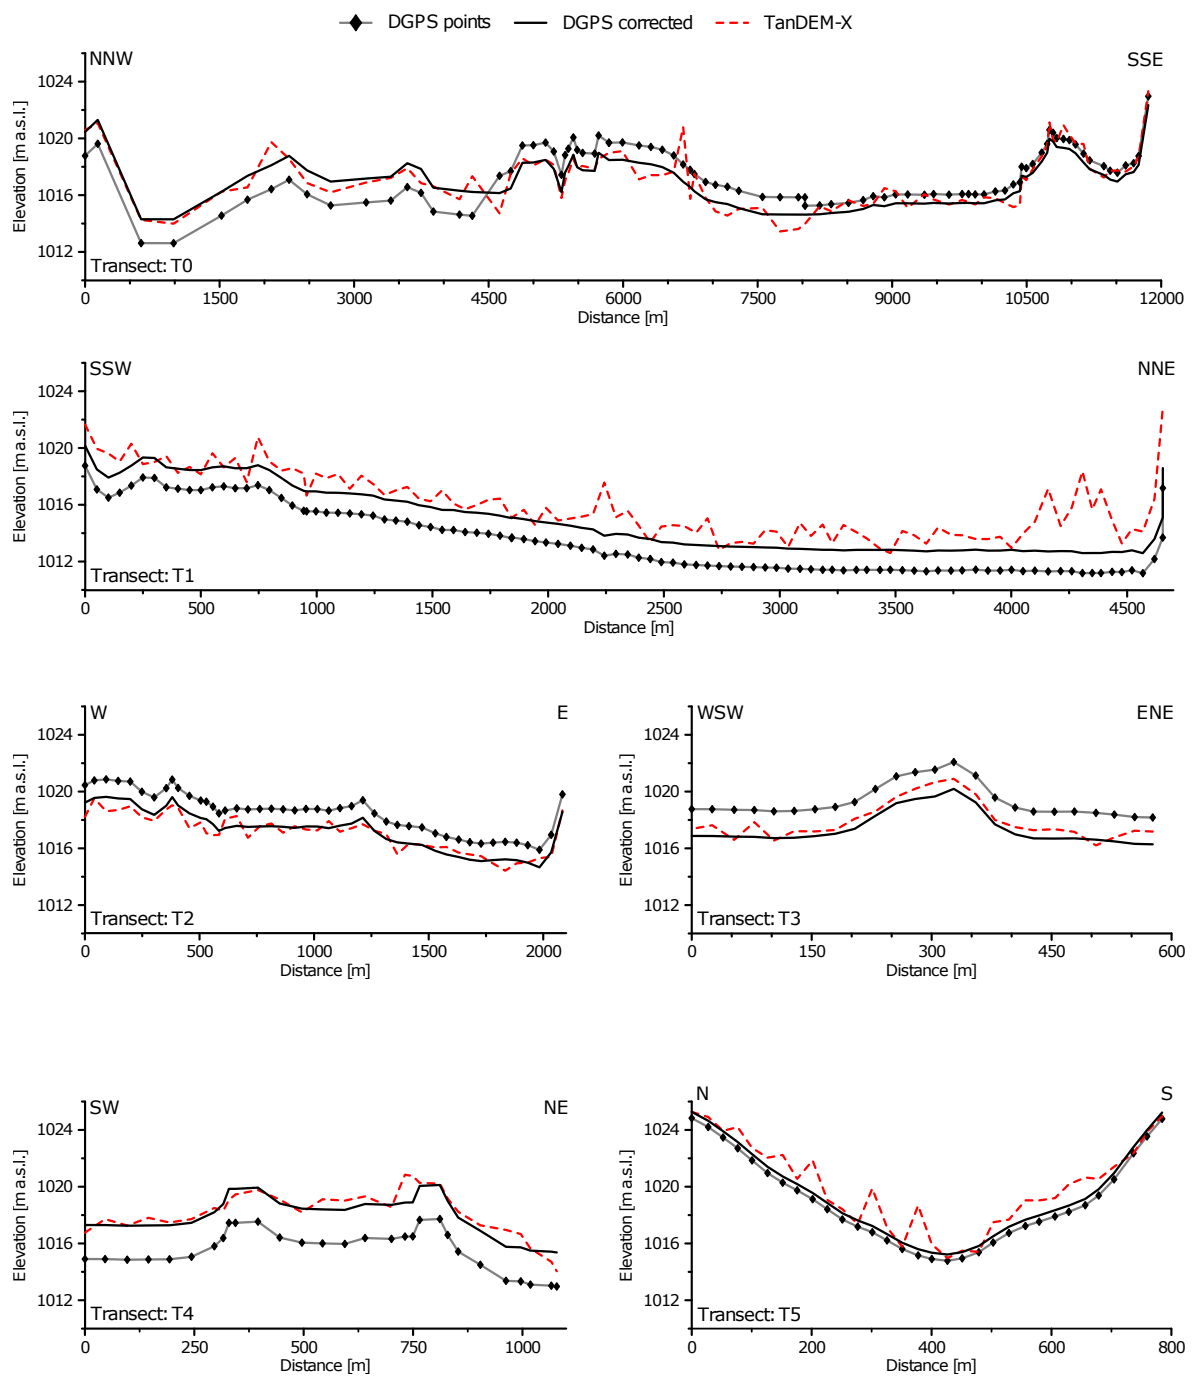 DGPS points DGPS corrected TanDEM-X
NNW SSE
Elevation [m a.s.l.]
1024
1020
1016
1012
Transect: T0
0 1500 3000 4500 6000 7500 9000 10500 12000
Distance [m]
SSW NNE
Elevation [m a.s.l.]
1024
1020
1016
1012
Transect: T1
0 500 1000 1500 2000 2500 3000 3500 4000 4500
Distance [m]
W E
Elevation [m a.s.l.]
1024
1020
1016
1012
Transect: T2
0 500 1000 1500 2000
Distance [m]
WSW ENE
Elevation [m a.s.l.]
1024
1020
1016
1012
Transect: T3
0 150 300 450 600
Distance [m]
SW NE
Elevation [m a.s.l.]
1024
1020
1016
1012
Transect: T4
0 250 500 750 1000
Distance [m]
N S
Elevation [m a.s.l.]
1024
1020
1016
1012
Transect: T5
0 200 400 600 800
Distance [m]